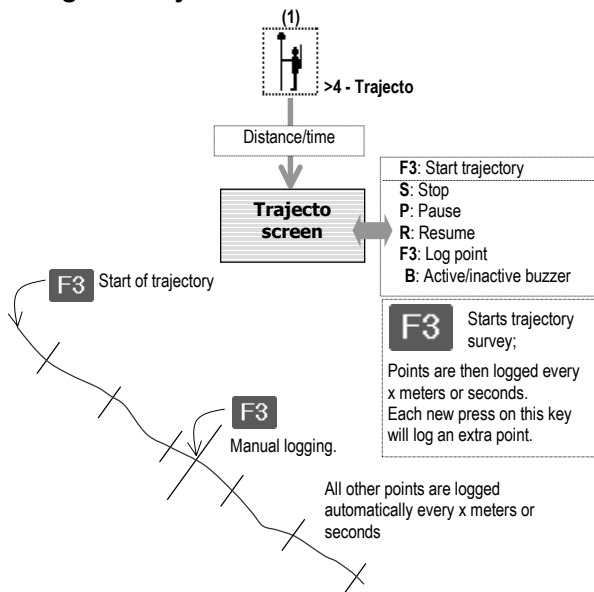 (1)
>4 - Trajecto
Distance/time
Trajecto
screen
F3: Start trajectory
S: Stop
P: Pause
R: Resume
F3: Log point
B: Active/inactive buzzer
F3 Start of trajectory
F3 Starts trajectory
survey;
Points are then logged every
x meters or seconds.
Each new press on this key
will log an extra point.
F3
Manual logging.
All other points are logged
automatically every x meters or
seconds